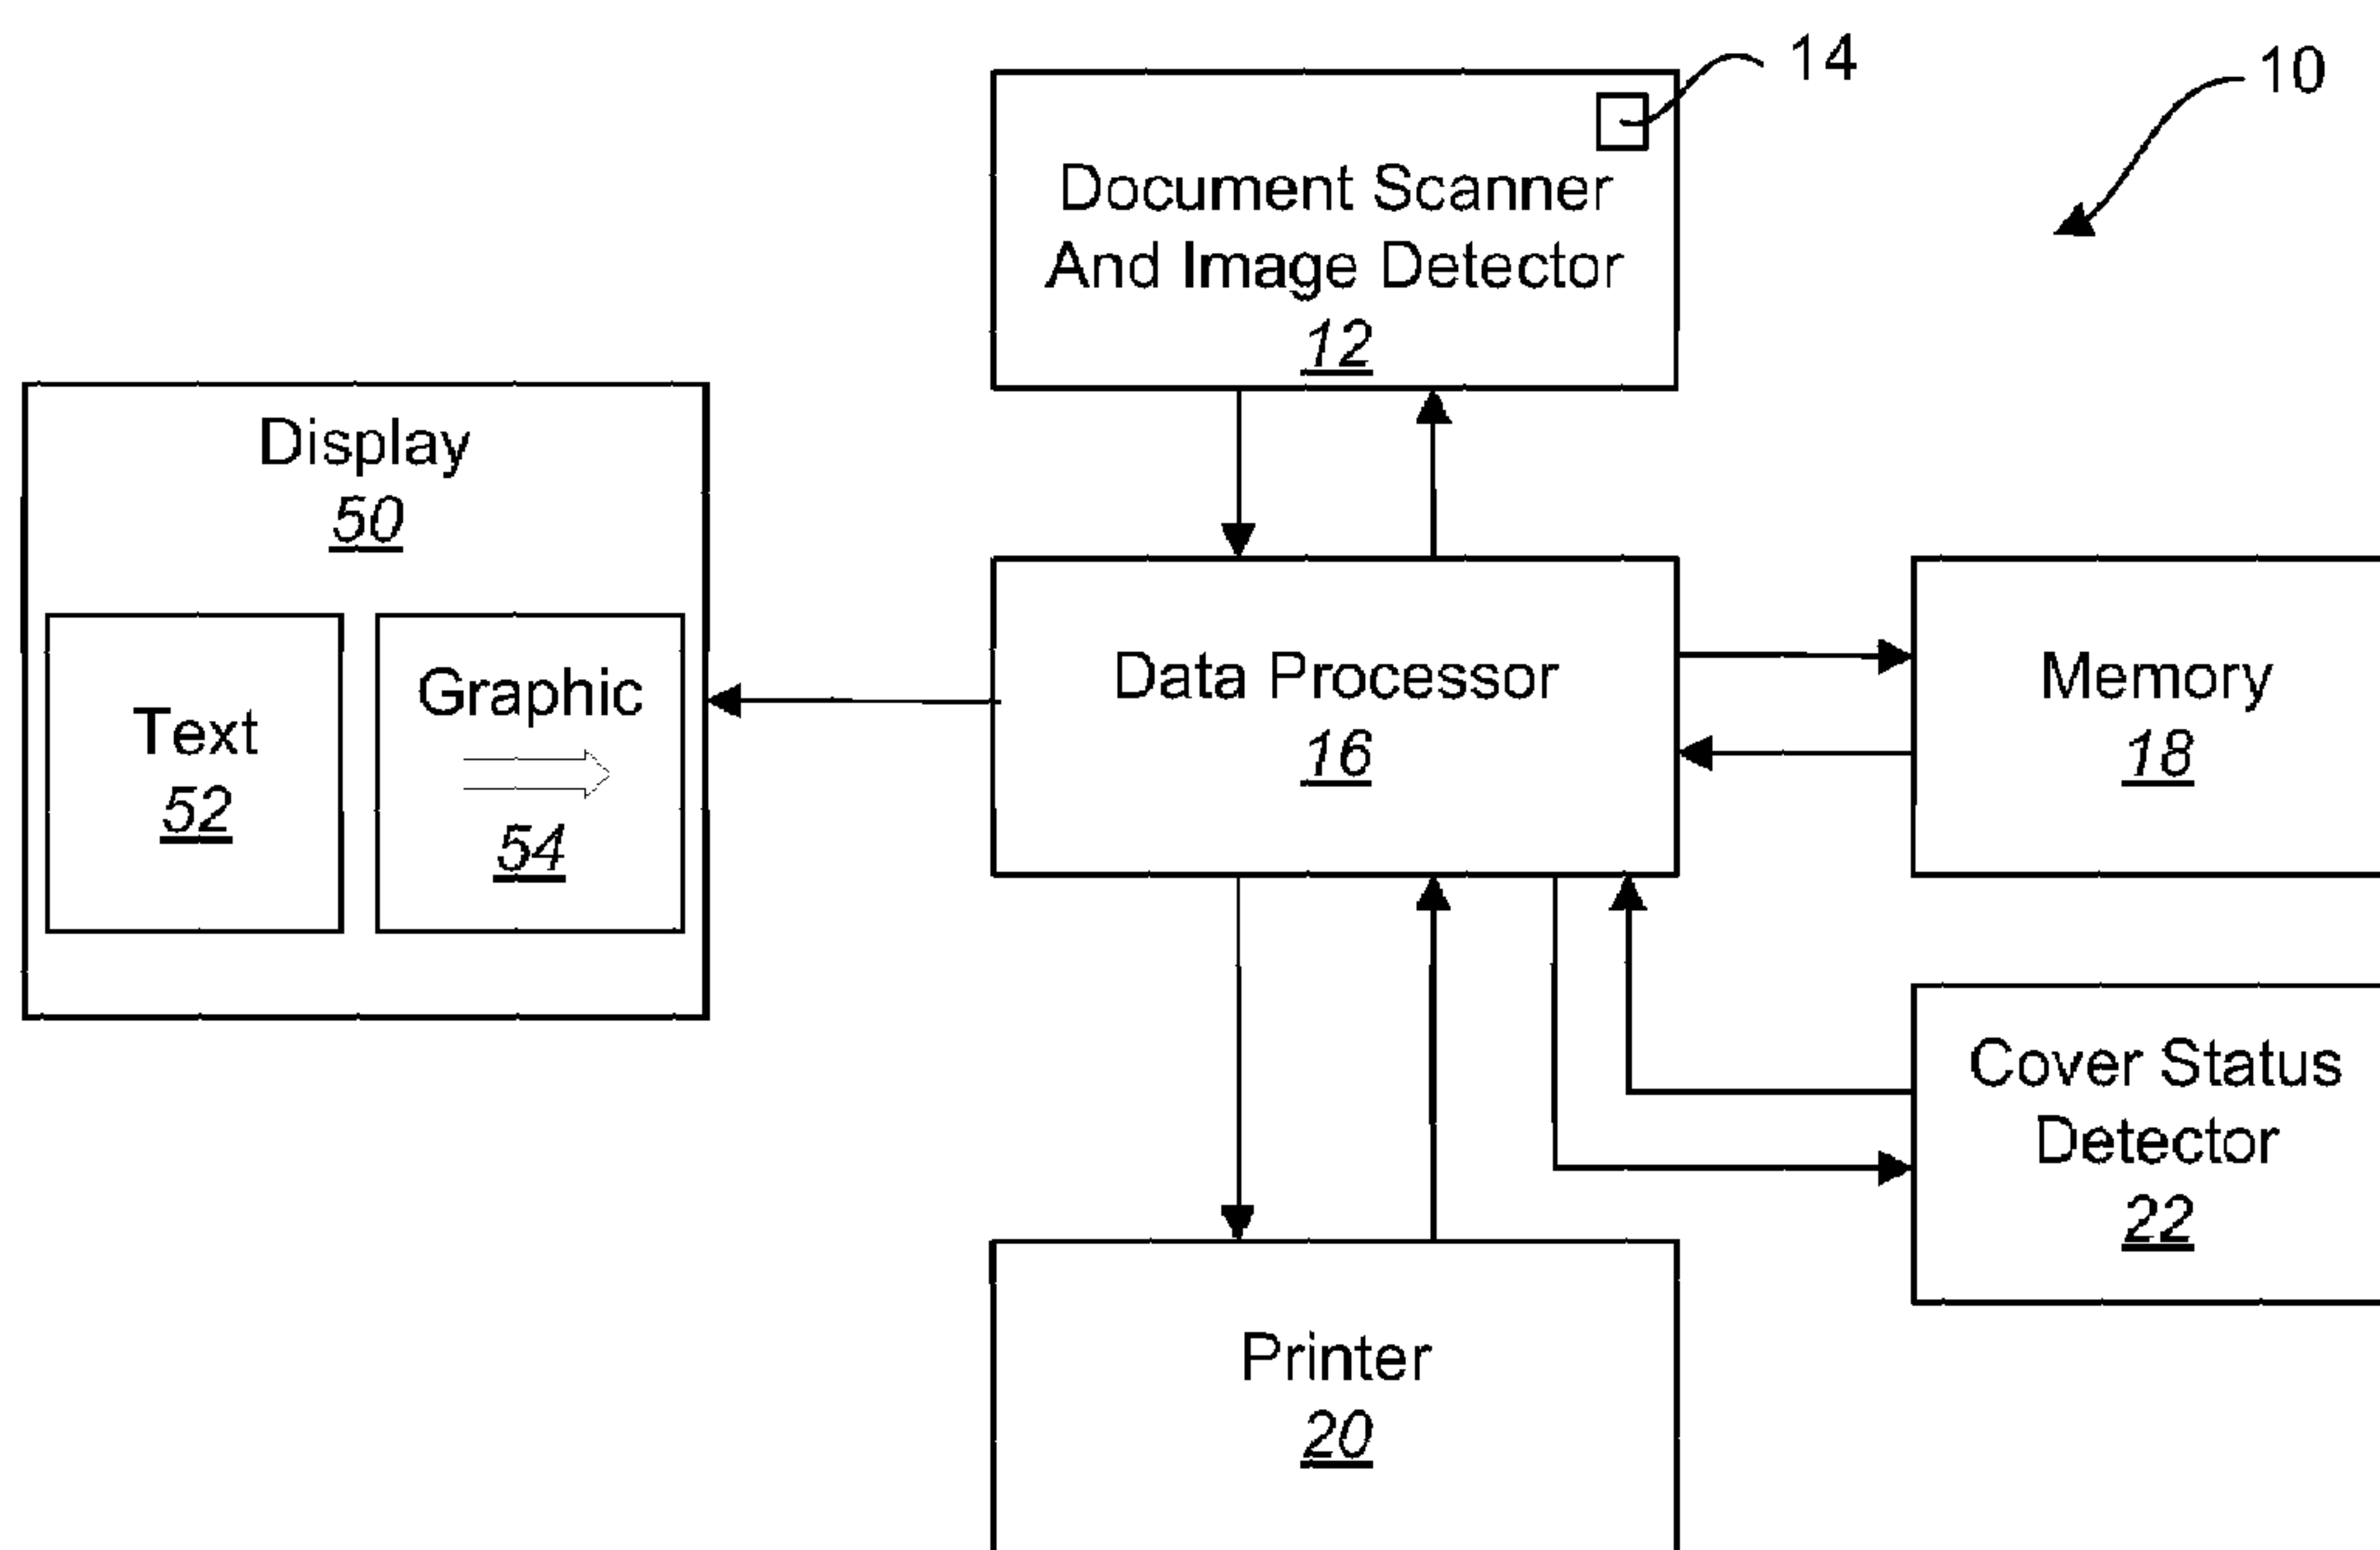 14
10
Document Scanner
And Image Detector
12
Display
50
Text
52
Graphic
54
Data Processor
16
Memory
18
Cover Status
Detector
22
Printer
20